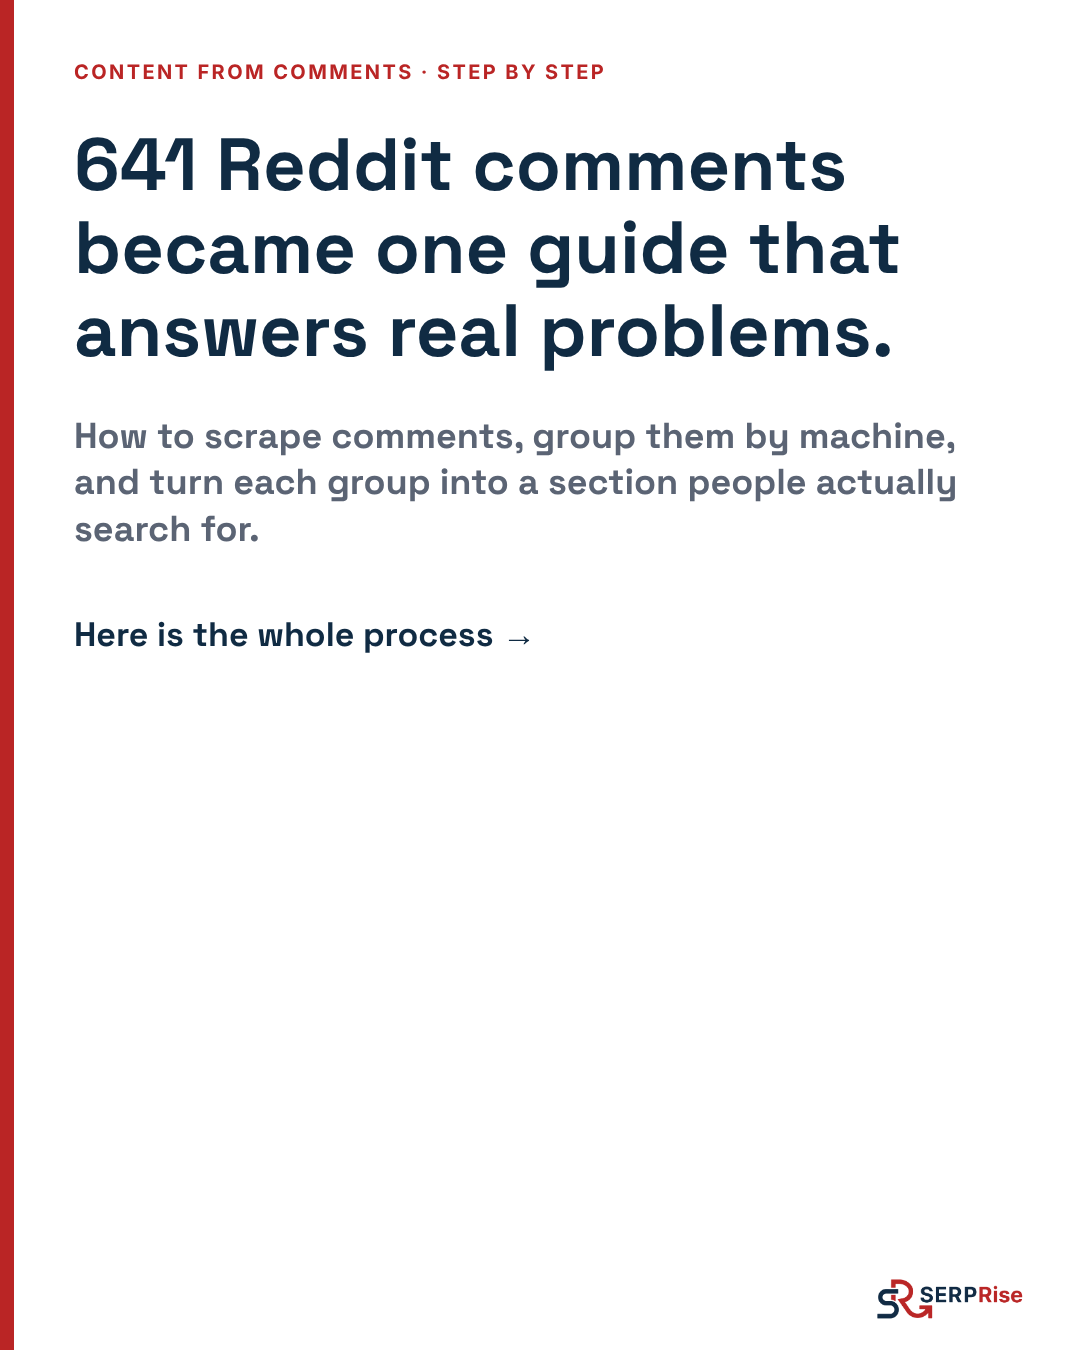 CONTENT FROM COMMENTS · STEP BY STEP
641 Reddit comments
became one guide that
answers real problems.
How to scrape comments, group them by machine,
and turn each group into a section people actually
search for.
Here is the whole process →
SR SERPRise